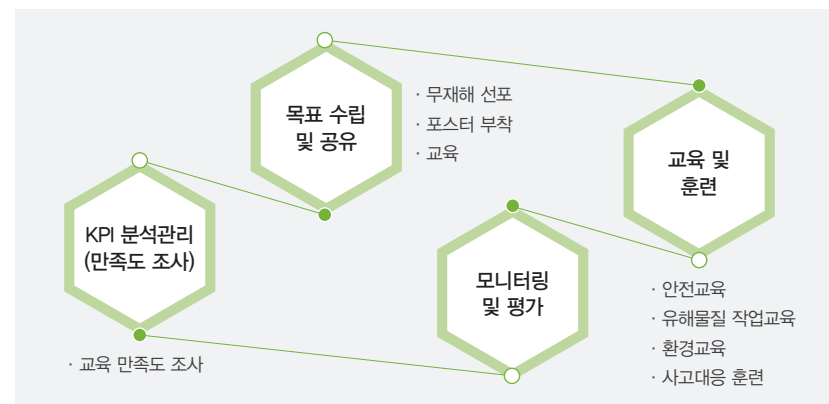 목표 수립
및 공유
· 무재해 선포
· 포스터 부착
· 교육
교육 및
훈련
· 안전교육
· 유해물질 작업교육
· 환경교육
· 사고대응 훈련
모니터링
및 평가
KPI 분석관리
(만족도 조사)
· 교육 만족도 조사